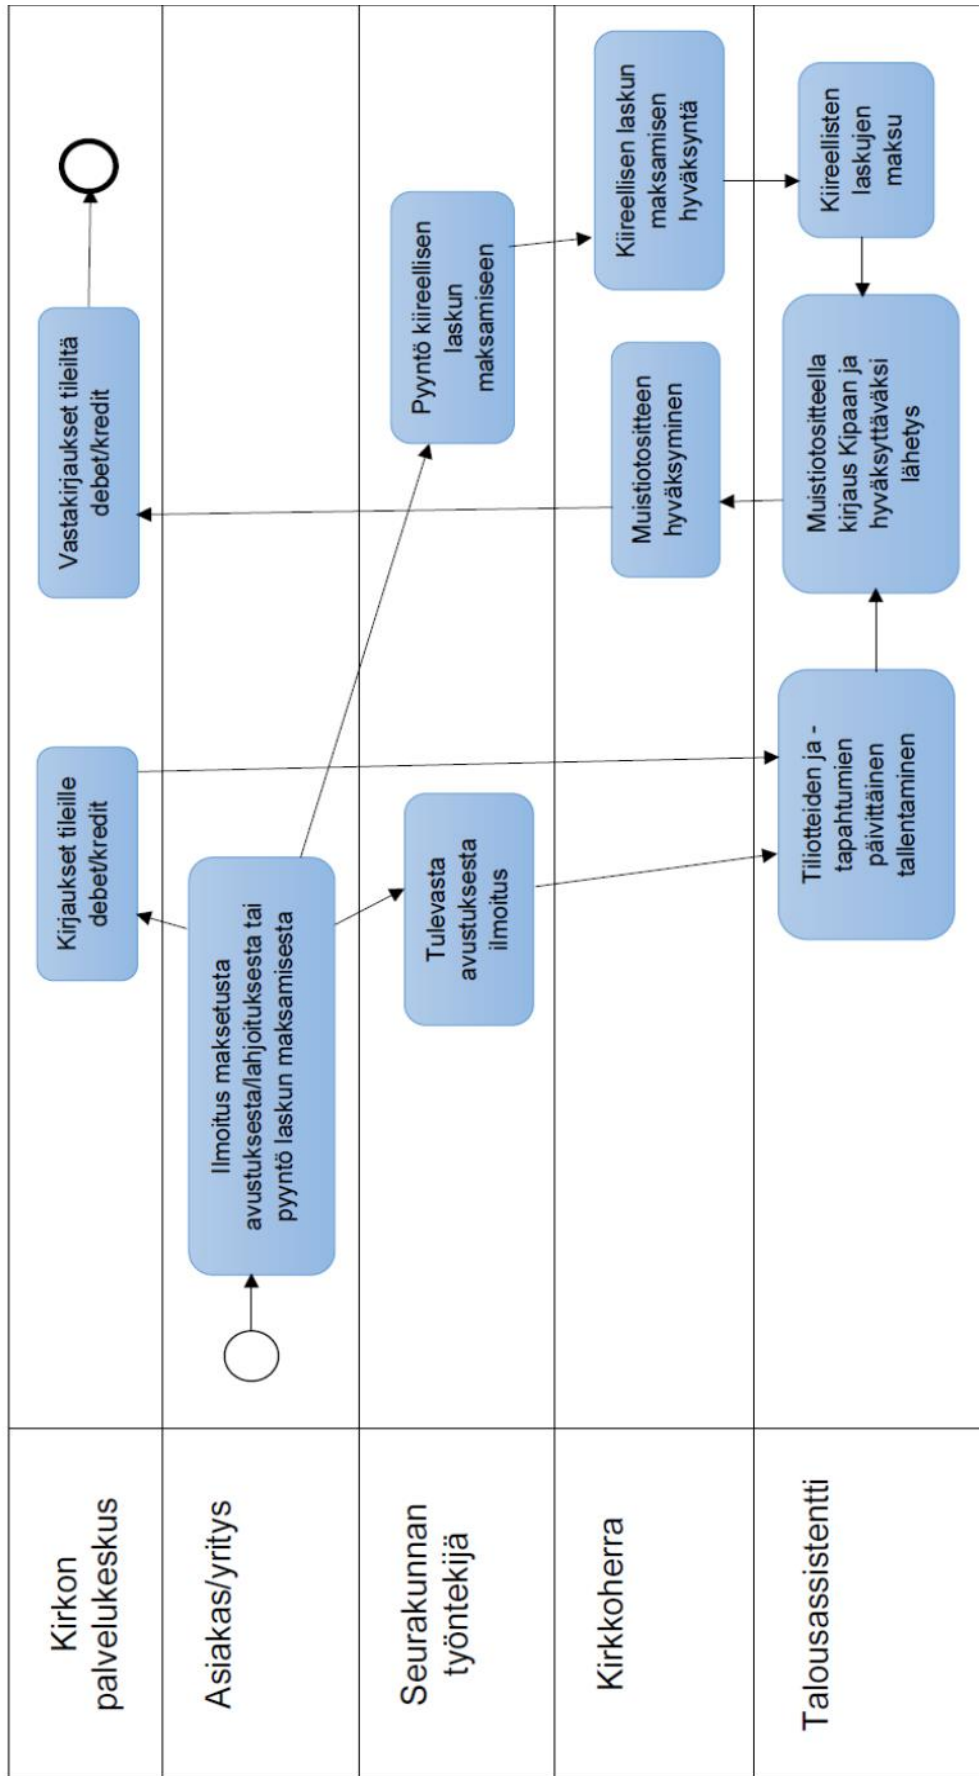 Kirkon
palvelukeskus
Kirjaukset tileille
debet/kredit
Vastakirjaukset tileiltä
debet/kredit
Asiakas/yritys
Ilmoitus maksetusta
avustuksesta/lahjoituksesta tai
pyyntö laskun maksamisesta
Seurakunnan
työntekijä
Tulevasta
avustuksesta
ilmoitus
Pyyntö kiireellisen
laskun
maksamiseen
Kirkkoherra
Muistiotositteen
hyväksyminen
Kiireellisen laskun
maksamisen
hyväksyntä
Talousassistentti
Tiliotteiden ja -
tapahtumien
päivittäinen
tallentaminen
Muistiotositteella
kirjaus Kipaan ja
hyväksyttäväksi
lähetys
Kiireellisten
laskujen
maksu